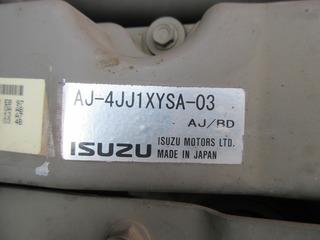 AJ-4JJ1XYSA-03
AJ/RD
ISUZU
ISUZU MOTORS LTD.
MADE IN JAPAN